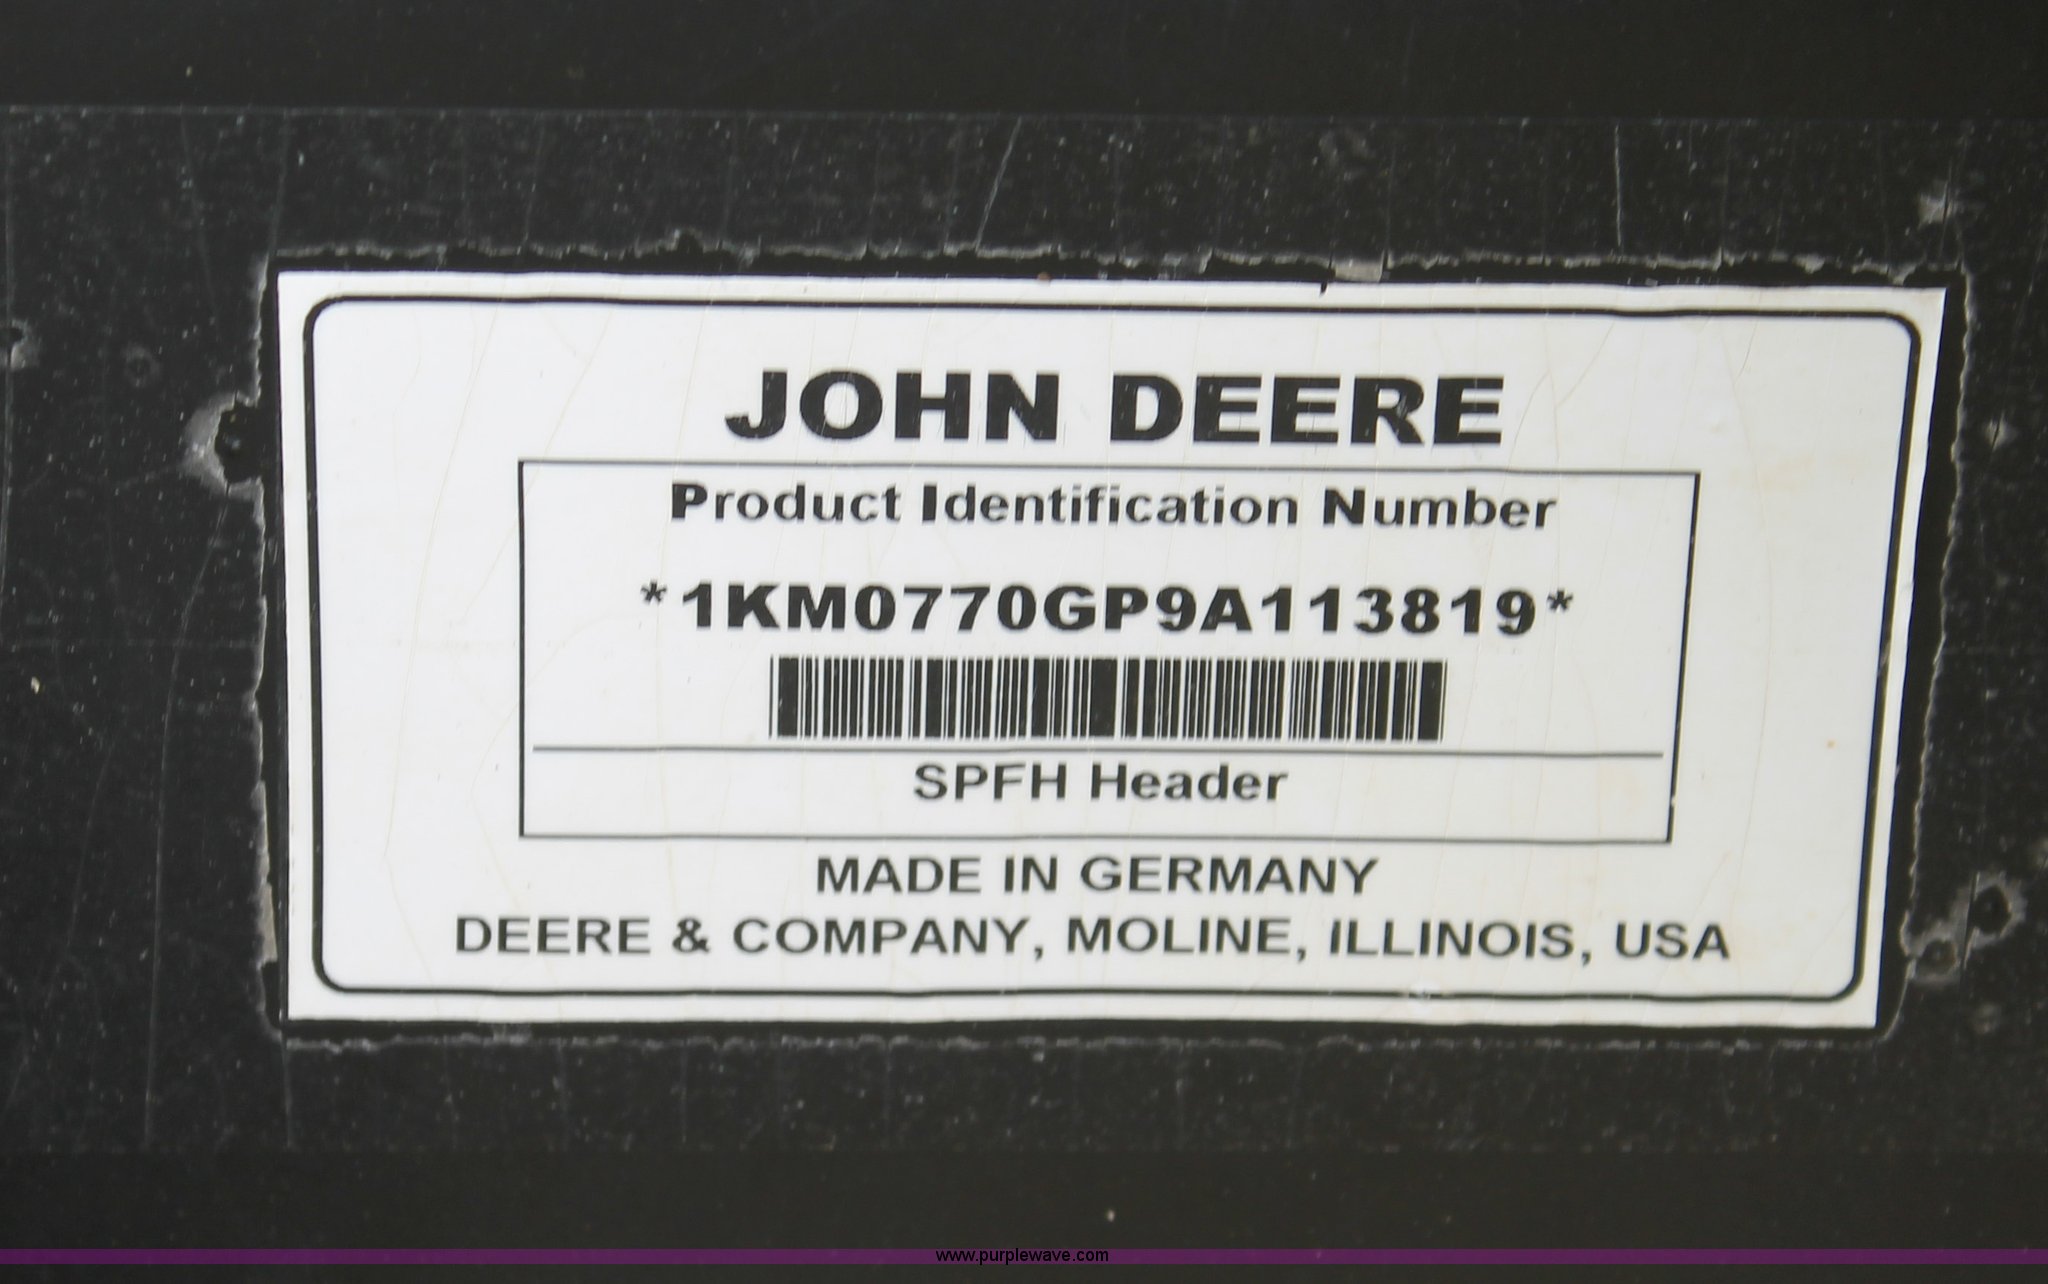 JOHN DEERE
Product Identification Number
*1KM0770GP9A113819*
SPFH Header
MADE IN GERMANY
DEERE & COMPANY, MOLINE, ILLINOIS, USA
www.purplewave.com